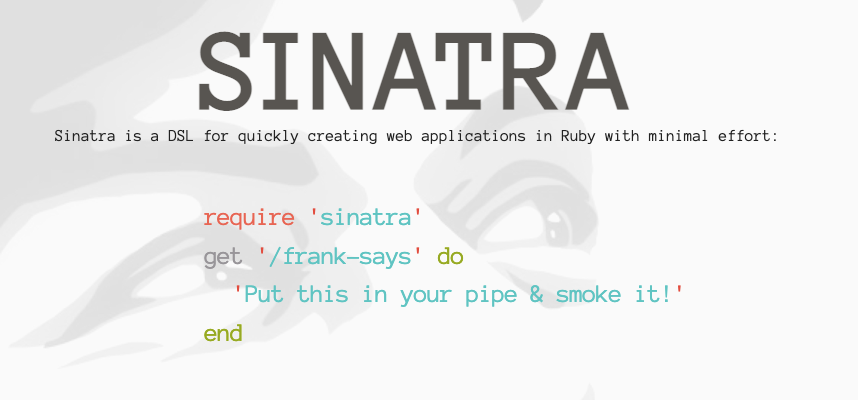 SINATRA
Sinatra is a DSL for quickly creating web applications in Ruby with minimal effort:
require 'sinatra'
get '/frank-says' do
  'Put this in your pipe & smoke it!'
end